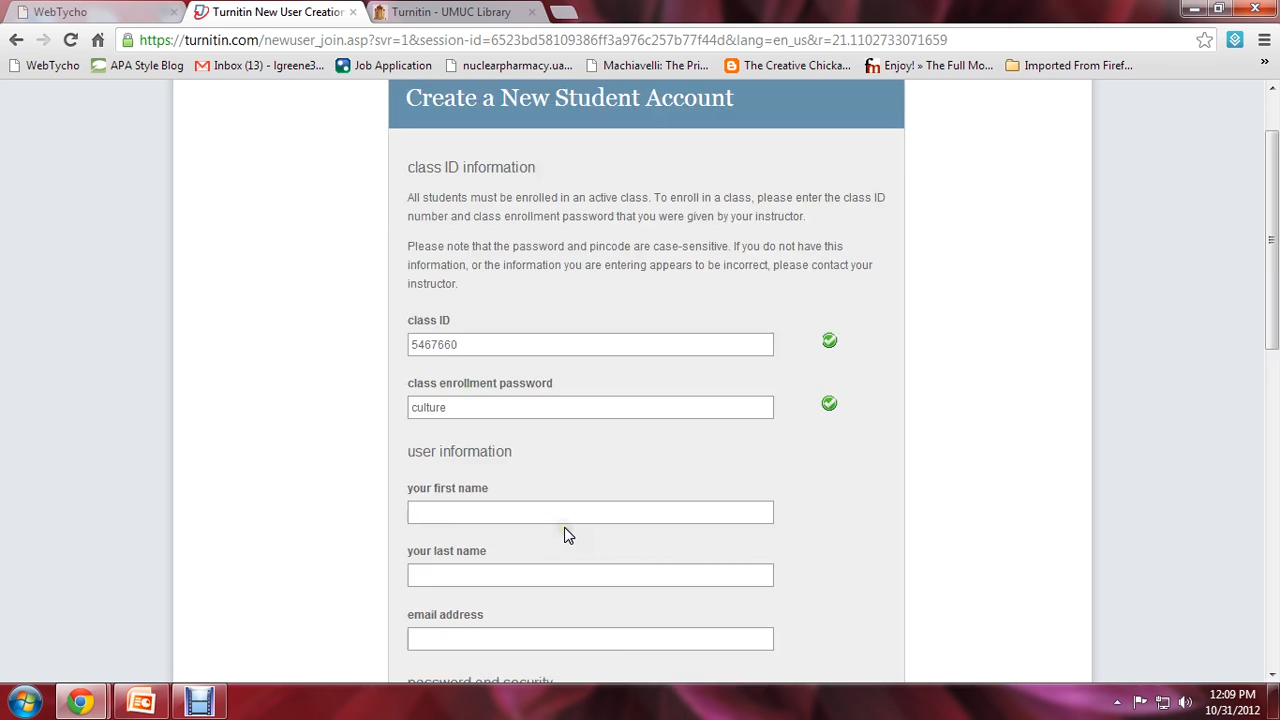 WebTycho
Turnitin New User Creation
Turnitin - UMUC Library
https://turnitin.com/newuser_join.asp?svr=1&session-id=6523bd58109386ff3a976c257b77f44d&lang=en_us&r=21.1102733071659
WebTycho
APA Style Blog
Inbox (13) - lgreene3...
Job Application
nuclearpharmacy.ua...
Machiavelli: The Pri...
The Creative Chicka...
Enjoy! » The Full Mo...
Imported From Firef...
Create a New Student Account
class ID information
All students must be enrolled in an active class. To enroll in a class, please enter the class ID
number and class enrollment password that you were given by your instructor.
Please note that the password and pincode are case-sensitive. If you do not have this
information, or the information you are entering appears to be incorrect, please contact your
instructor.
class ID
5467660
class enrollment password
culture
user information
your first name
your last name
email address
password and security
12:09 PM
10/31/2012